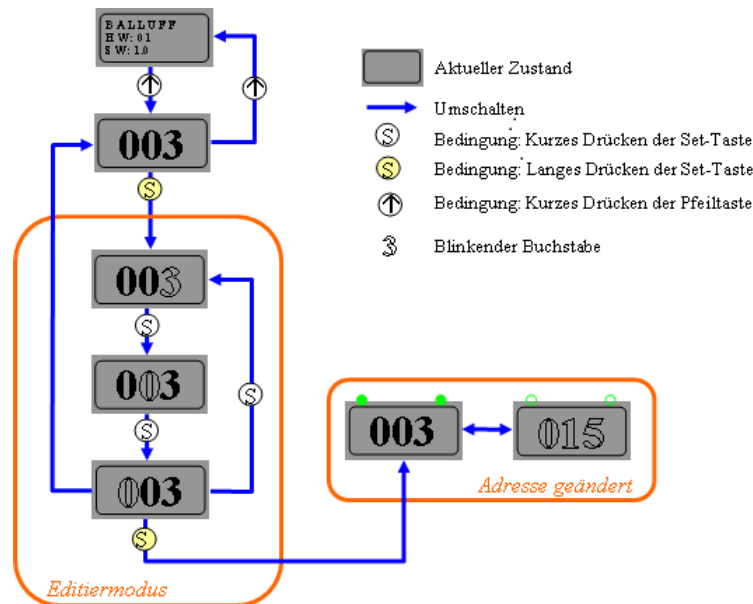 BALLUFF
HW: 01
SW: 1.0
003
S
003
S
003
S
003
S
S
Editiermodus
Aktueller Zustand
Umschalten
S Bedingung: Kurzes Drücken der Set-Taste
S Bedingung: Langes Drücken der Set-Taste
Bedingung: Kurzes Drücken der Pfeiltaste
3 Blinkender Buchstabe
003 015
Adresse geändert